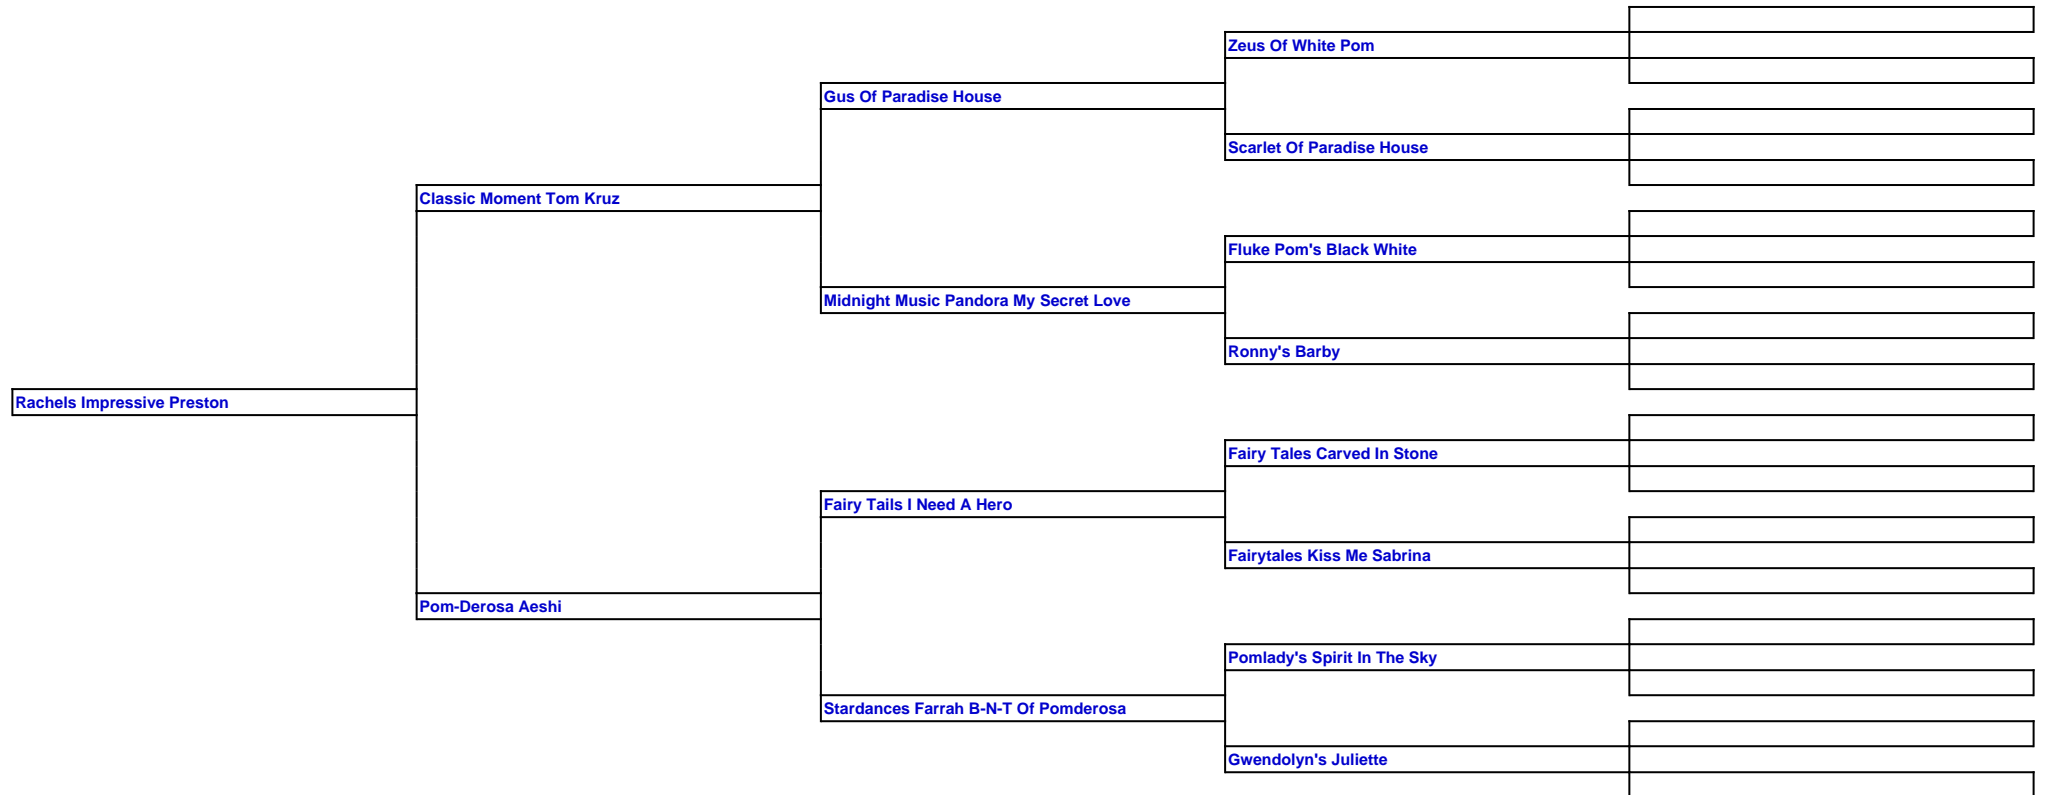 Zeus Of White Pom
Gus Of Paradise House
Scarlet Of Paradise House
Classic Moment Tom Kruz
Fluke Pom's Black White
Midnight Music Pandora My Secret Love
Ronny's Barby
Rachels Impressive Preston
Fairy Tales Carved In Stone
Fairy Tails I Need A Hero
Fairytales Kiss Me Sabrina
Pom-Derosa Aeshi
Pomlady's Spirit In The Sky
Stardances Farrah B-N-T Of Pomderosa
Gwendolyn's Juliette